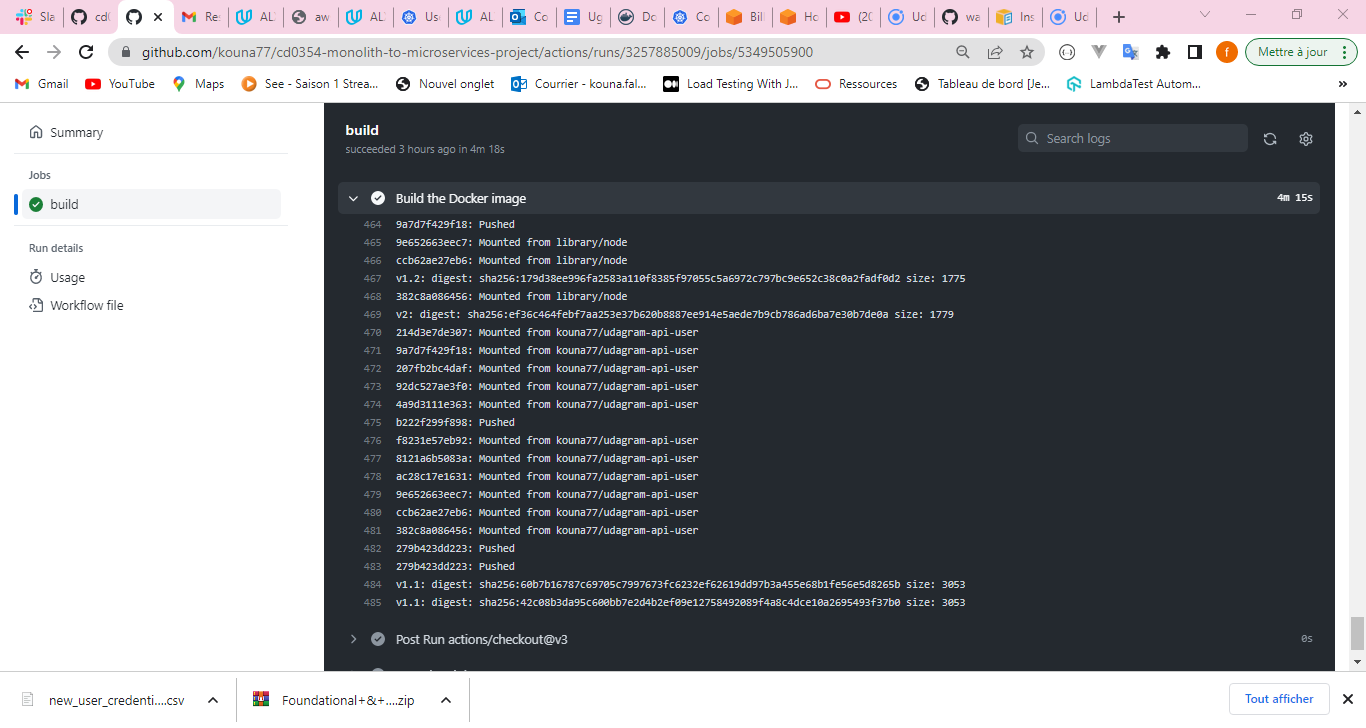 Sla
cd(
Re:
AL
aw
AL
Use
AL
Co
Ug
Do
Co
Bil
Ho
(20
Ud
wa
Ins
Ud
github.com/kouna77/cd0354-monolith-to-microservices-project/actions/runs/3257885009/jobs/5349505900
f
Mettre à jour
Gmail
YouTube
Maps
See - Saison 1 Strea...
Nouvel onglet
Courrier - kouna.fal...
Load Testing With J...
Ressources
Tableau de bord [Je...
LambdaTest Autom...
»
Summary
Jobs
build
Run details
Usage
Workflow file
build
succeeded 3 hours ago in 4m 18s
Search logs
Build the Docker image
4m 15s
464 9a7d7f429f18: Pushed
465 9e652663eec7: Mounted from library/node
466 ccb62ae27eb6: Mounted from library/node
467 v1.2: digest: sha256:179d38ee996fa2583a110f8385f97055c5a6972c797bc9e652c38c0a2fadf0d2 size: 1775
468 382c8a086456: Mounted from library/node
469 v2: digest: sha256:ef36c464febf7aa253e37b620b8887ee914e5aede7b9cb786ad6ba7e30b7de0a size: 1779
470 214d3e7de307: Mounted from kouna77/udagram-api-user
471 9a7d7f429f18: Mounted from kouna77/udagram-api-user
472 207fb2bc4daf: Mounted from kouna77/udagram-api-user
473 92dc527ae3f0: Mounted from kouna77/udagram-api-user
474 4a9d3111e363: Mounted from kouna77/udagram-api-user
475 b222f299f898: Pushed
476 f8231e57eb92: Mounted from kouna77/udagram-api-user
477 8121a6b5083a: Mounted from kouna77/udagram-api-user
478 ac28c17e1631: Mounted from kouna77/udagram-api-user
479 9e652663eec7: Mounted from kouna77/udagram-api-user
480 ccb62ae27eb6: Mounted from kouna77/udagram-api-user
481 382c8a086456: Mounted from kouna77/udagram-api-user
482 279b423dd223: Pushed
483 279b423dd223: Pushed
484 v1.1: digest: sha256:60b7b16787c69705c7997673fc6232ef62619dd97b3a455e68b1fe56e5d8265b size: 3053
485 v1.1: digest: sha256:42c08b3da95c600bb7e2d4b2ef09e12758492089f4a8c4dce10a2695493f37b0 size: 3053
Post Run actions/checkout@v3
0s
new_user_credenti....csv
Foundational+&+....zip
Tout afficher